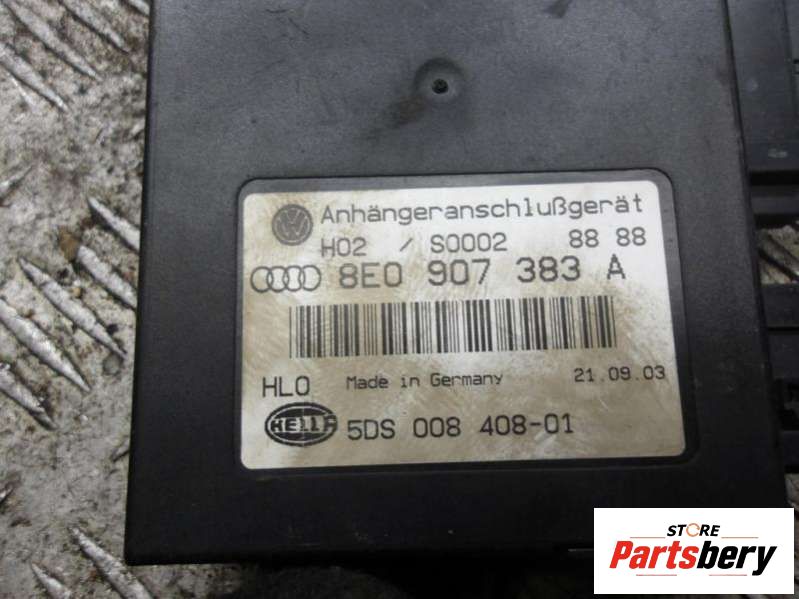 Anhängeranschlußgerät
H02 / S0002 88 88
8E0 907 383 A
HLO Made in Germany 21.09.03
HELLA 5DS 008 408-01
STORE
Partsbery